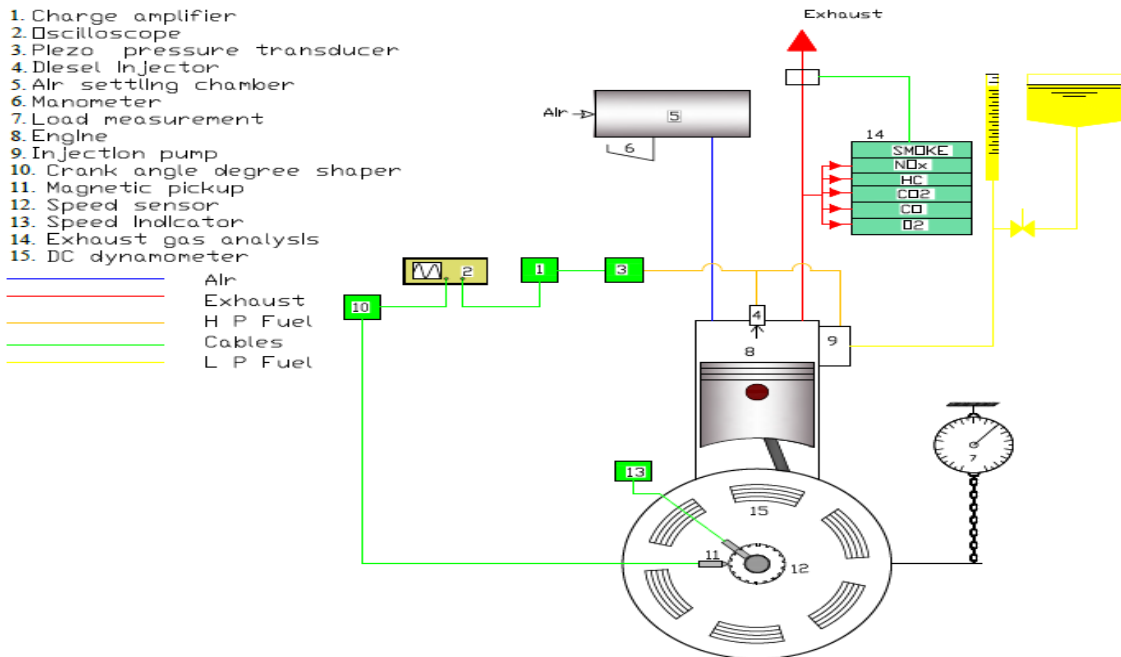 1. Charge amplifier
2. Oscilloscope
3. Piezo pressure transducer
4. Diesel Injector
5. Air settling chamber
6. Manometer
7. Load measurement
8. Engine
9. Injection pump
10. Crank angle degree shaper
11. Magnetic pickup
12. Speed sensor
13. Speed indicator
14. Exhaust gas analysis
15. DC dynamometer
Air
Exhaust
H P Fuel
Cables
L P Fuel
Exhaust
Air
5
6
14
SMOKE
NOx
HC
CO2
CO
O2
2
1
3
10
4
8
9
7
13
15
11
12